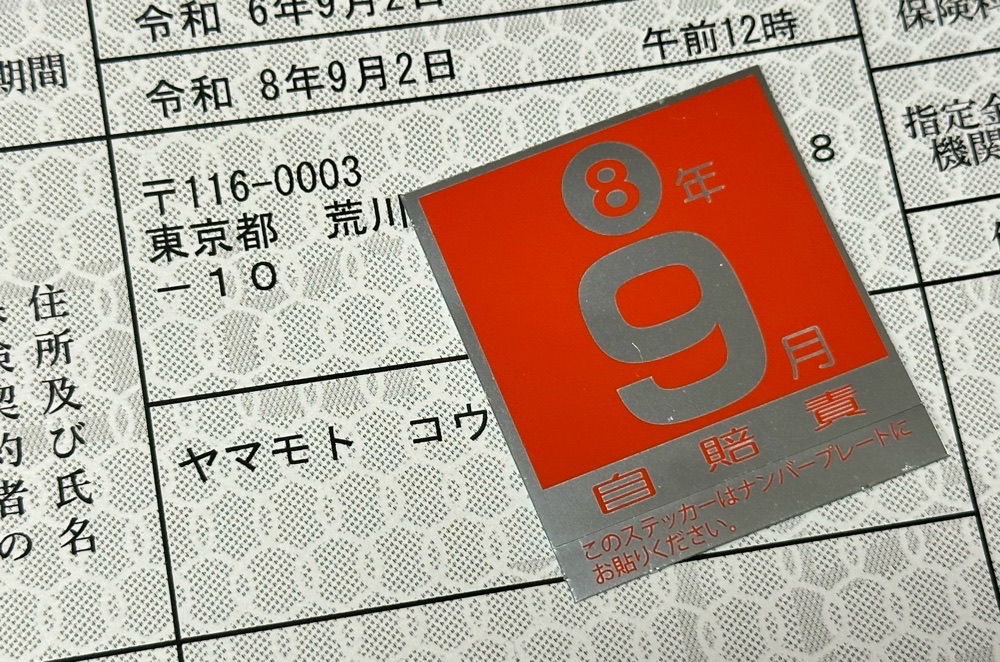 期間
令和 6年9月2日
令和 8年9月2日
午前12時
〒116-0003
東京都 荒川
8
−10
住所及び氏名
契約者の
ヤマモト コウ
保険料
指定金
機関
8年
9月
自賠責
このステッカーはナンバープレートに
お貼りください。